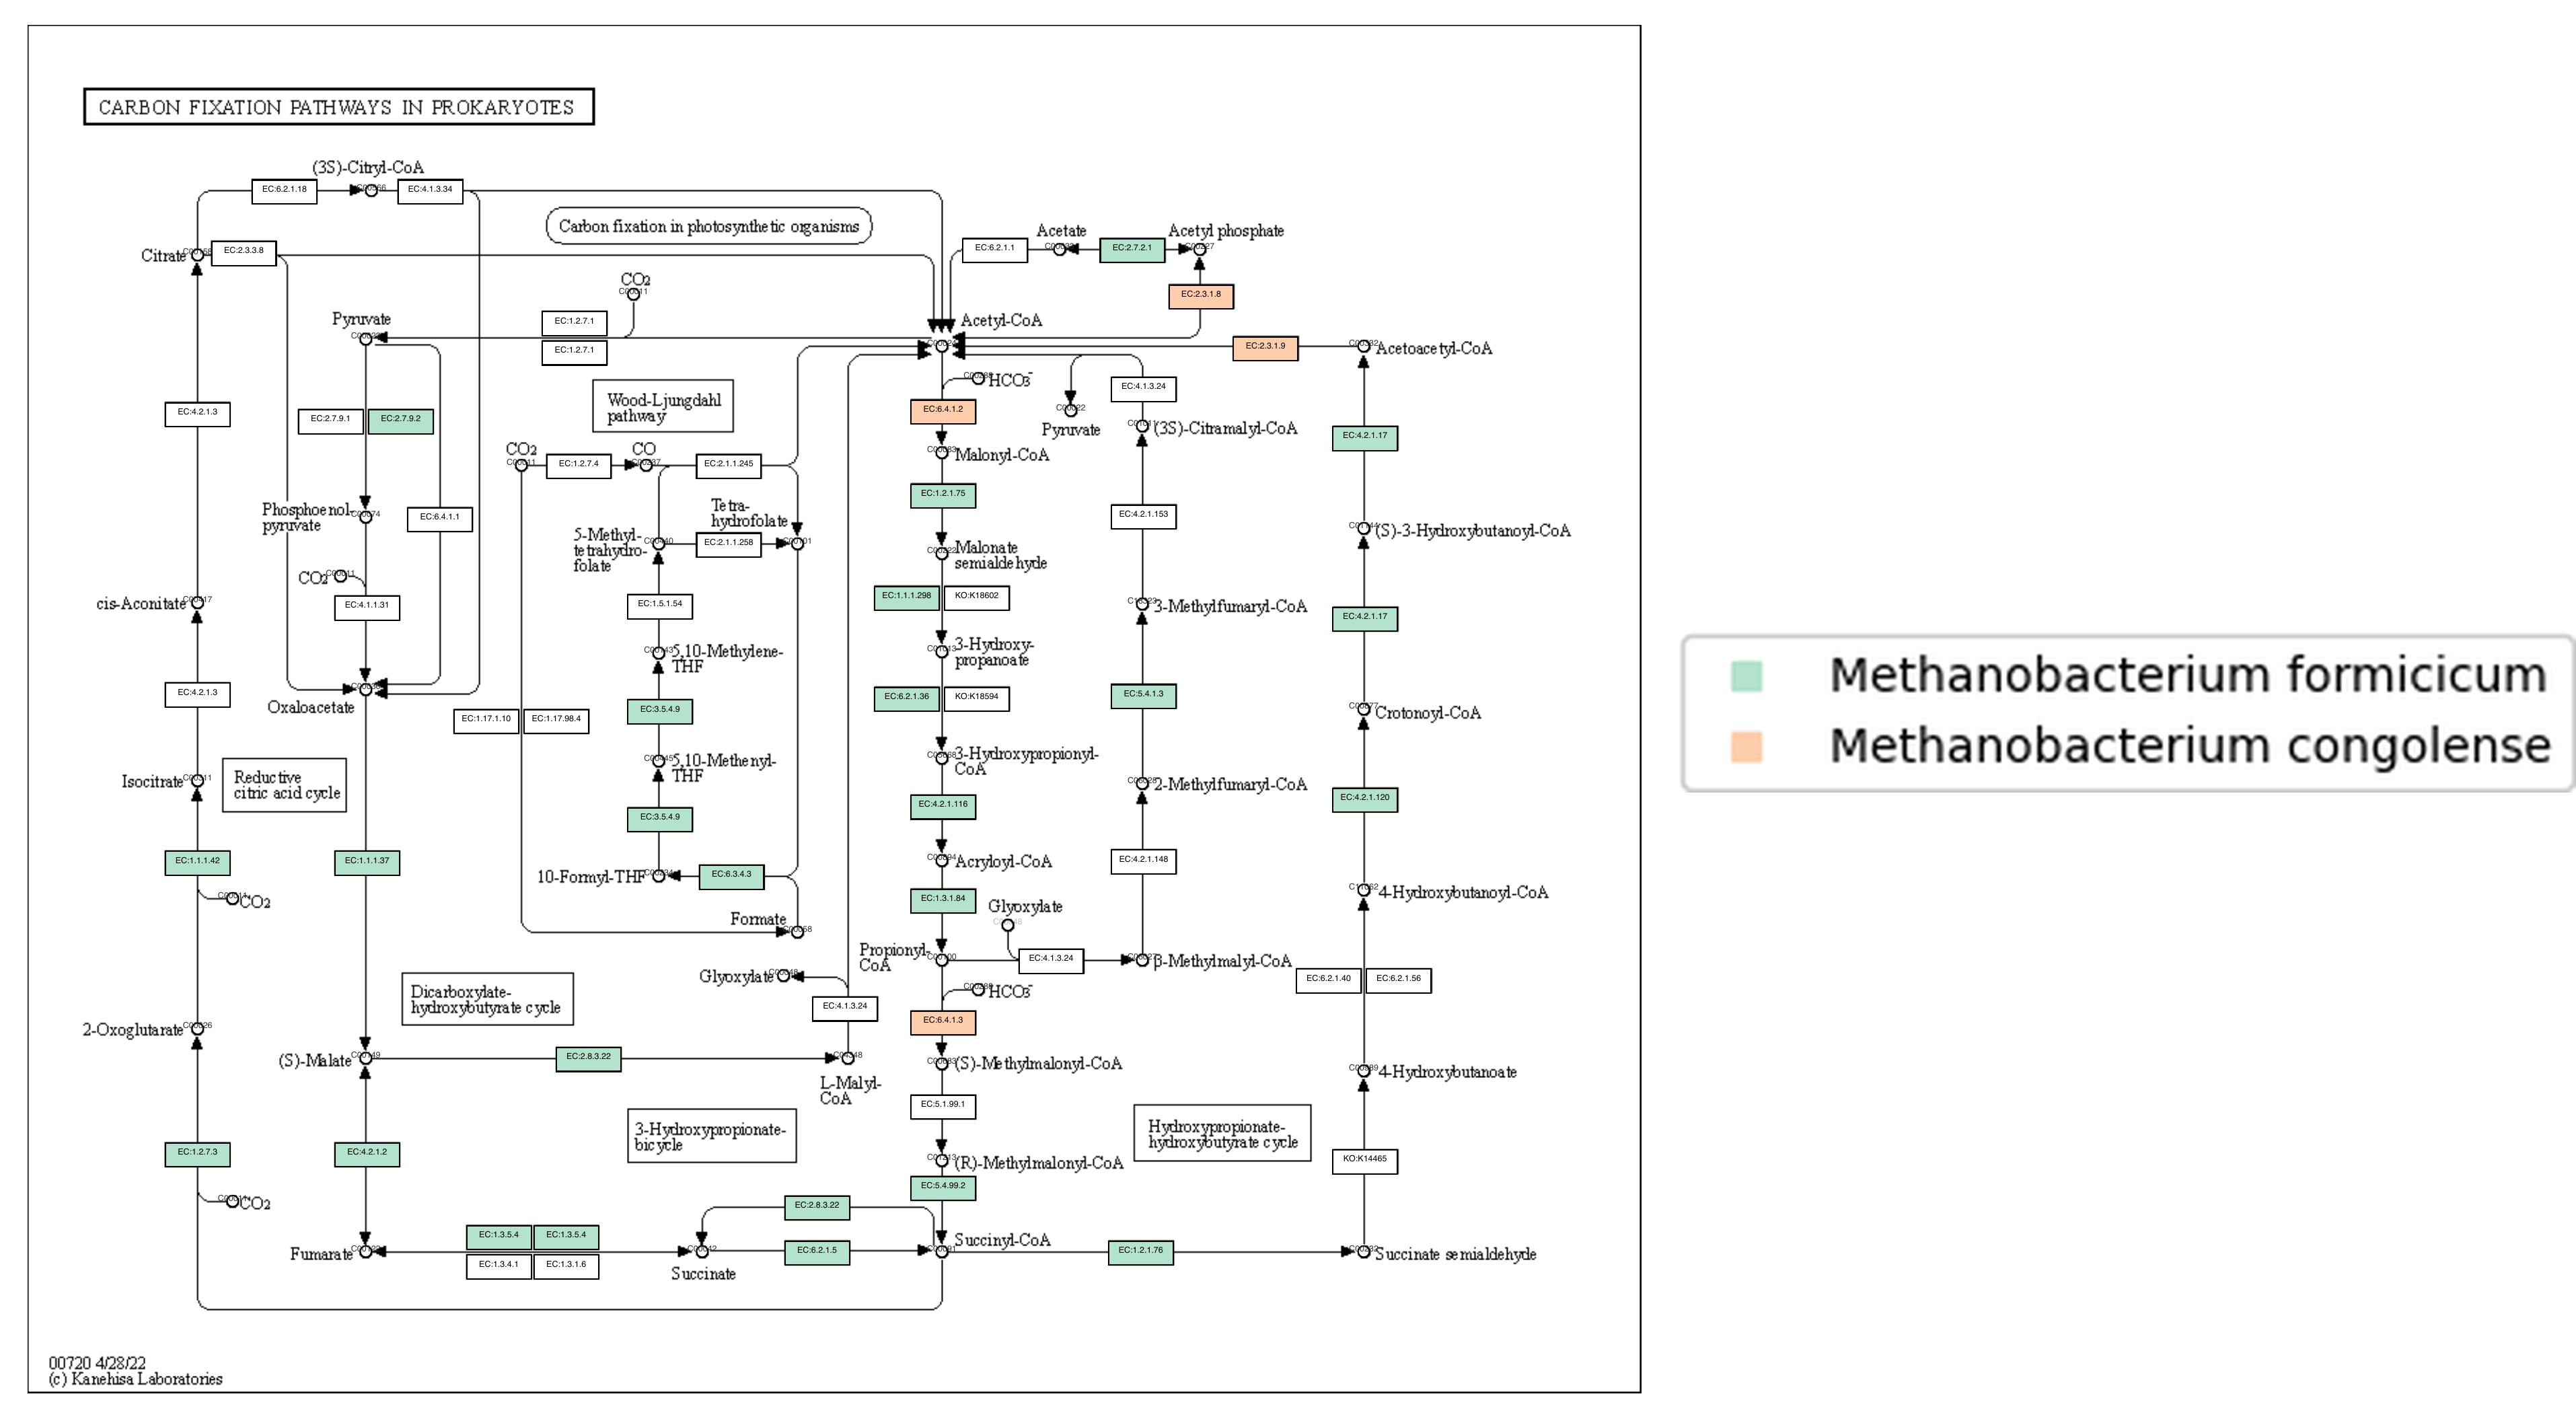 CARBON FIXATION PATHWAYS IN PROKARYOTES
(3S)-Citryl-CoA
EC:6.2.1.18
EC:4.1.3.34
Carbon fixation in photosynthetic organisms
Citrate
EC:2.3.3.8
Acetate
Acetyl phosphate
EC:6.2.1.1
EC:2.7.2.1
EC:2.3.1.8
CO2
C00011
EC:1.2.7.1
EC:1.2.7.1
Pyruvate
Acetyl-CoA
EC:2.3.1.9
Acetoacetyl-CoA
HCO3-
EC:4.2.1.3
EC:2.7.9.1
EC:2.7.9.2
Wood-Ljungdahl
pathway
EC:6.4.1.2
EC:4.1.3.24
C00022
Pyruvate
(3S)-Citramalyl-CoA
EC:4.2.1.17
CO2
C00011
EC:1.2.7.4
CO
EC:2.1.1.245
Malonyl-CoA
EC:1.2.1.75
Phosphoenol-
pyruvate
EC:6.4.1.1
Tetra-
hydrofolate
5-Methyl-
tetrahydro-
folate
EC:2.1.1.258
EC:4.2.1.153
(S)-3-Hydroxybutanoyl-CoA
Malonate
semialdehyde
CO2
cis-Aconitate
EC:4.1.1.31
EC:1.5.1.54
EC:1.1.1.298
KO:K18602
3-Methylfumaryl-CoA
EC:4.2.1.17
5,10-Methylene-
THF
3-Hydroxy-
propanoate
EC:4.2.1.3
Oxaloacetate
EC:1.17.1.10
EC:1.17.98.4
EC:3.5.4.9
EC:6.2.1.36
KO:K18594
EC:5.4.1.3
Crotonoyl-CoA
Isocitrate
Reductive
citric acid cycle
5,10-Methenyl-
THF
3-Hydroxypropionyl-
CoA
2-Methylfumaryl-CoA
EC:3.5.4.9
EC:4.2.1.116
EC:4.2.1.120
EC:1.1.1.42
EC:1.1.1.37
10-Formyl-THF
EC:6.3.4.3
Acryloyl-CoA
EC:4.2.1.148
CO2
EC:1.3.1.84
Glyoxylate
4-Hydroxybutanoyl-CoA
Formate
Propionyl-
CoA
EC:4.1.3.24
β-Methylmalyl-CoA
EC:6.2.1.40
EC:6.2.1.56
Dicarboxylate-
hydroxybutyrate cycle
Glyoxylate
EC:4.1.3.24
HCO3-
EC:6.4.1.3
2-Oxoglutarate
(S)-Malate
EC:2.8.3.22
L-Malyl-
CoA
(S)-Methylmalonyl-CoA
4-Hydroxybutanoate
EC:5.1.99.1
EC:1.2.7.3
EC:4.2.1.2
3-Hydroxypropionate-
bicycle
Hydroxypropionate-
hydroxybutyrate cycle
(R)-Methylmalonyl-CoA
KO:K14465
CO2
EC:5.4.99.2
EC:2.8.3.22
Fumarate
EC:1.3.5.4
EC:1.3.5.4
EC:1.3.4.1
EC:1.3.1.6
Succinate
EC:6.2.1.5
Succinyl-CoA
EC:1.2.1.76
Succinate semialdehyde
00720 4/28/22
(c) Kanehisa Laboratories
Methanobacterium formicicum
Methanobacterium congolense